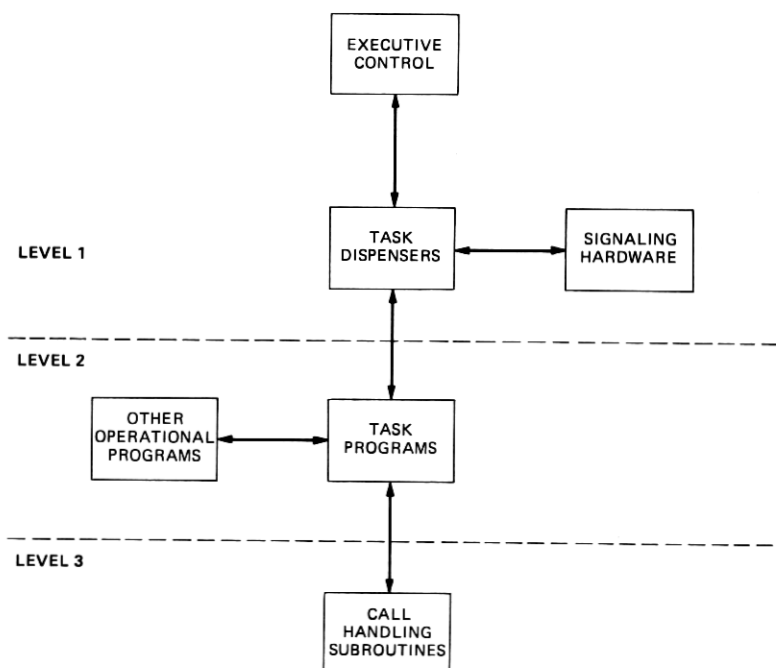 EXECUTIVE
CONTROL
LEVEL 1
TASK
DISPENSERS
SIGNALING
HARDWARE
LEVEL 2
OTHER
OPERATIONAL
PROGRAMS
TASK
PROGRAMS
LEVEL 3
CALL
HANDLING
SUBROUTINES